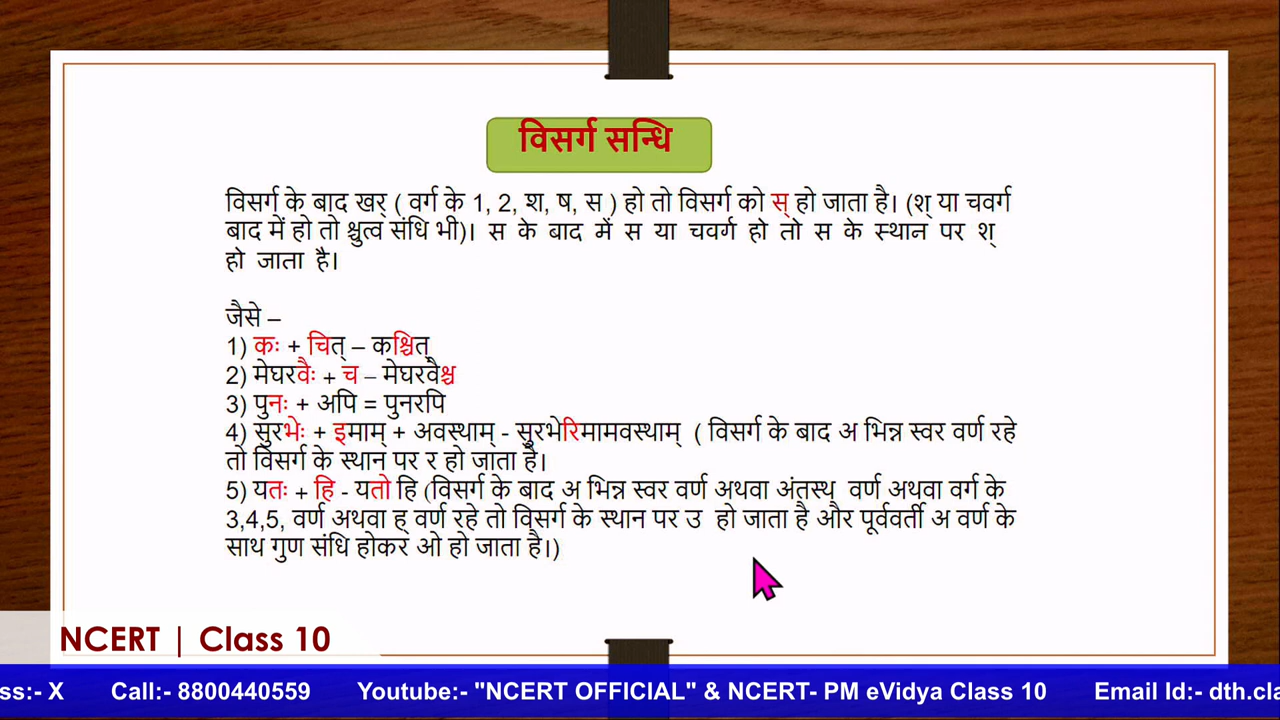 विसर्ग सन्धि
विसर्ग के बाद खर् ( वर्ग के 1, 2, श, ष, स ) हो तो विसर्ग को स् हो जाता है। (श् या चवर्ग
बाद में हो तो श्चुत्व संधि भी)। स के बाद में स या चवर्ग हो तो स के स्थान पर श्
हो जाता है।
जैसे –
1) कः + चित् – कश्चित्
2) मेघरवैः + च – मेघरवैश्च
3) पुनः + अपि = पुनरपि
4) सुरभेः + इमाम् + अवस्थाम् - सुरभेरिमामवस्थाम् ( विसर्ग के बाद अ भिन्न स्वर वर्ण रहे
तो विसर्ग के स्थान पर र हो जाता है।
5) यतः + हि - यतो हि (विसर्ग के बाद अ भिन्न स्वर वर्ण अथवा अंतस्थ वर्ण अथवा वर्ग के
3,4,5, वर्ण अथवा ह् वर्ण रहे तो विसर्ग के स्थान पर उ हो जाता है और पूर्ववर्ती अ वर्ण के
साथ गुण संधि होकर ओ हो जाता है।)
NCERT | Class 10
ss:- X Call:- 8800440559 Youtube:- "NCERT OFFICIAL" & NCERT- PM eVidya Class 10 Email Id:- dth.cla